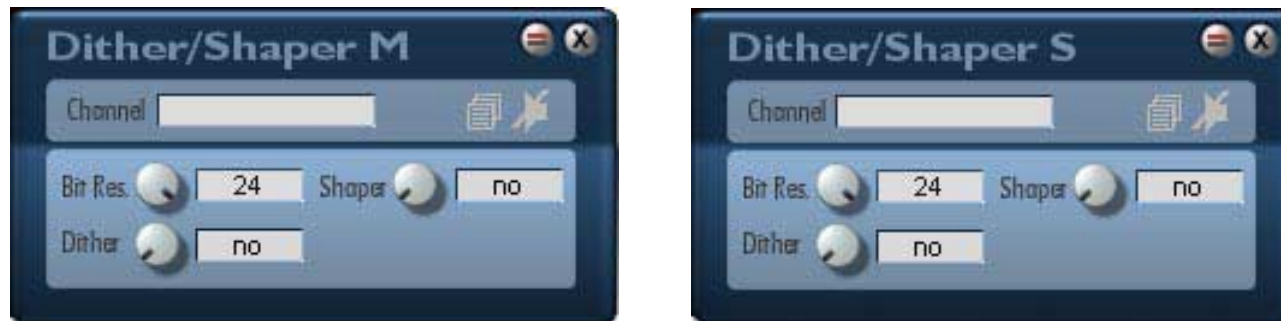 Dither/Shaper M
Channel
Bit Res. 24 Shaper no
Dither no
Dither/Shaper S
Channel
Bit Res. 24 Shaper no
Dither no